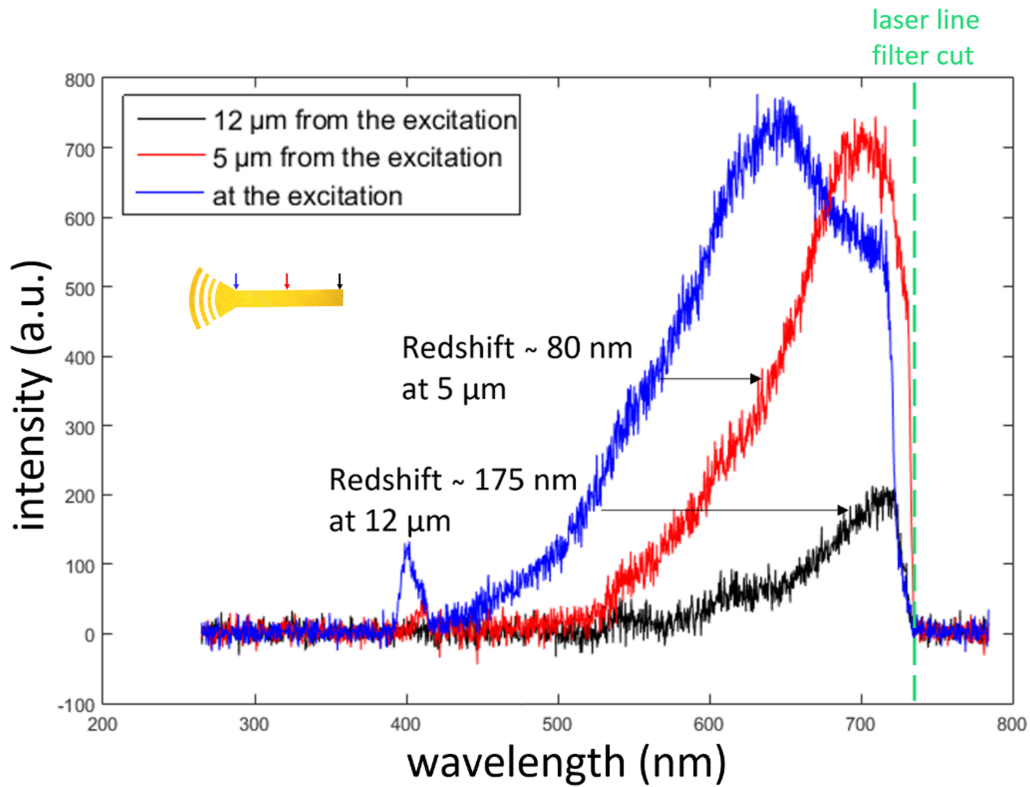 laser line
filter cut
800
700
600
500
400
300
200
100
0
-100
12 µm from the excitation
5 µm from the excitation
at the excitation
Redshift ~ 80 nm
at 5 µm
Redshift ~ 175 nm
at 12 µm
intensity (a.u.)
200 300 400 500 600 700 800
wavelength (nm)